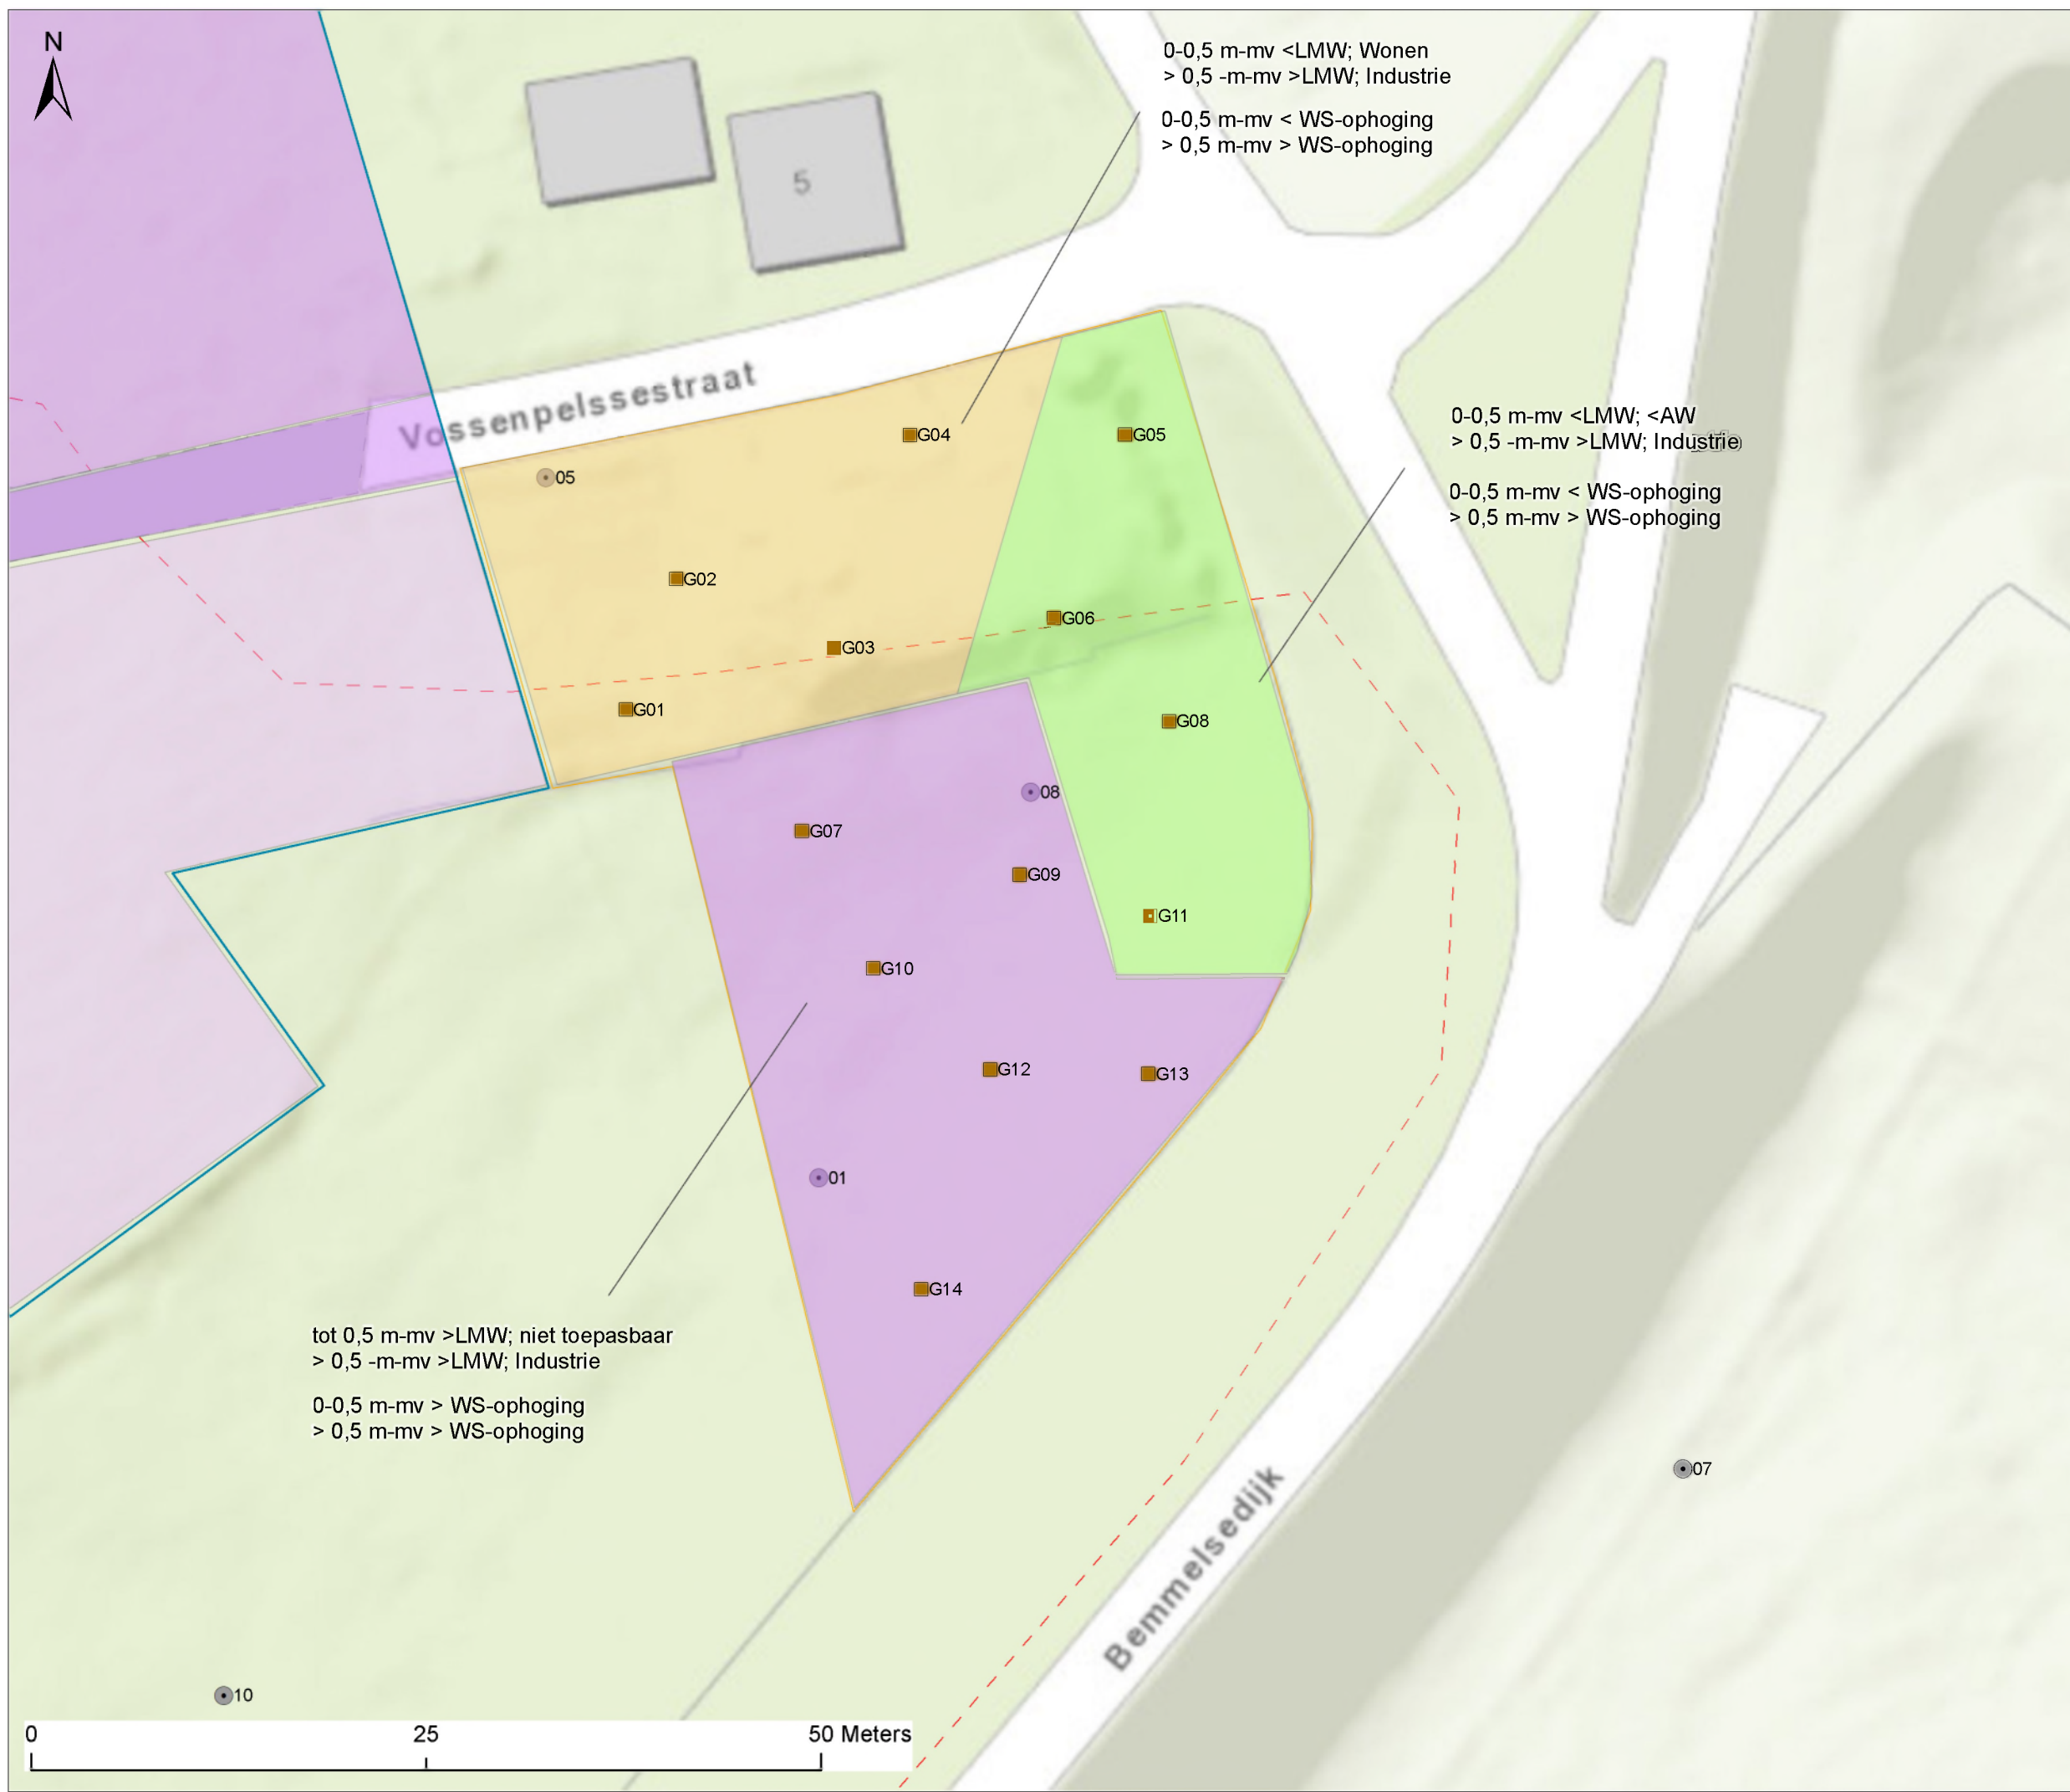 N
0-0,5 m-mv <LMW; Wonen
> 0,5 -m-mv >LMW; Industrie
0-0,5 m-mv < WS-ophoging
> 0,5 m-mv > WS-ophoging
5
Vossenpelssestraat
0-0,5 m-mv <LMW; <AW
> 0,5 -m-mv >LMW; Industrie
0-0,5 m-mv < WS-ophoging
> 0,5 m-mv > WS-ophoging
G04
G05
05
G02
G06
G03
G01
G08
08
G07
G09
G11
G10
G12
G13
01
G14
tot 0,5 m-mv >LMW; niet toepasbaar
> 0,5 -m-mv >LMW; Industrie
0-0,5 m-mv > WS-ophoging
> 0,5 m-mv > WS-ophoging
07
Bemmelsedijk
10
0 25 50 Meters